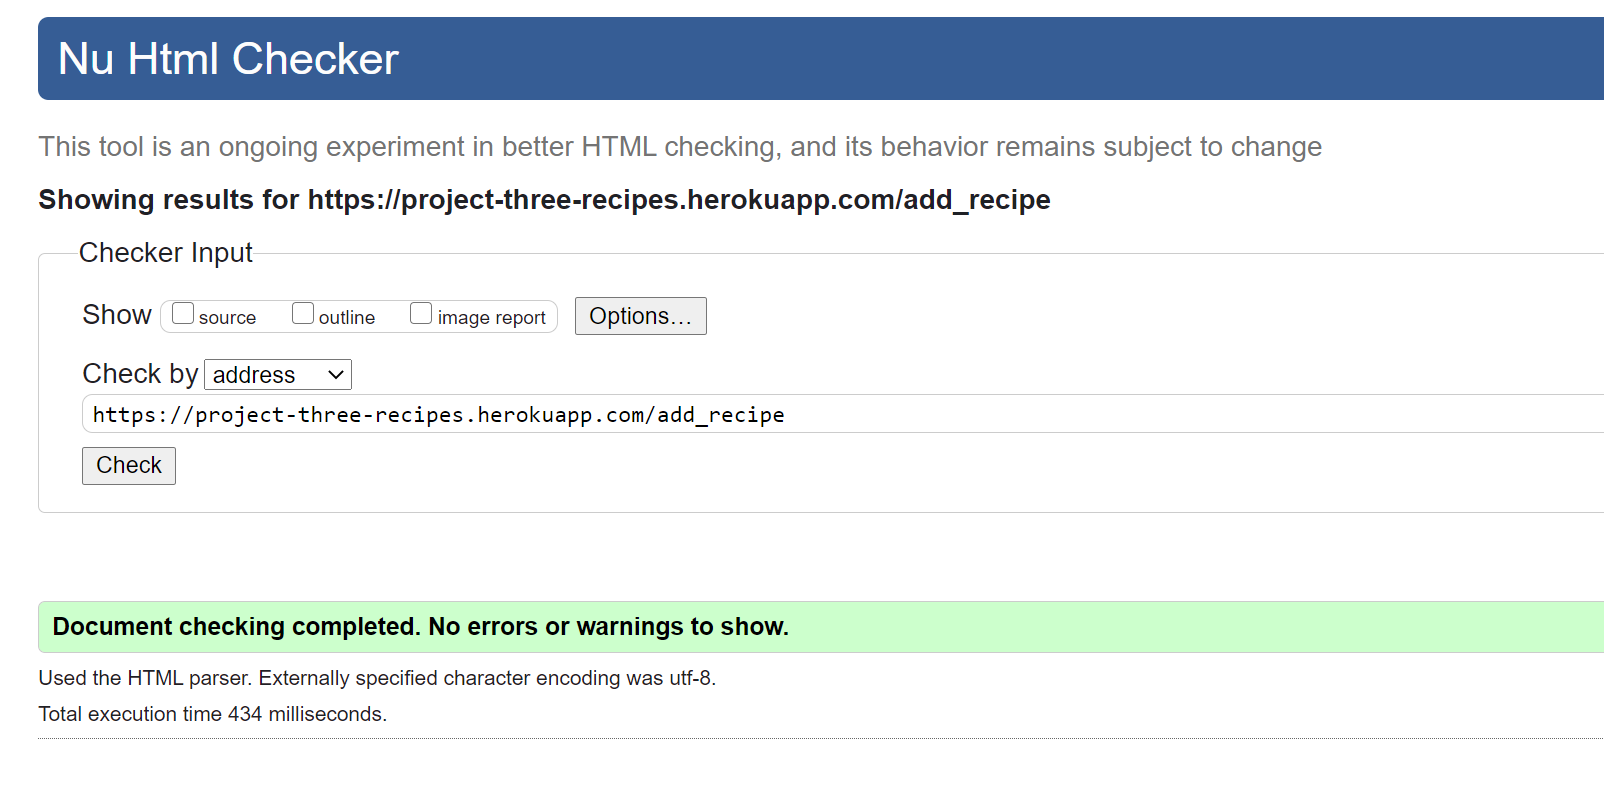 Nu Html Checker
This tool is an ongoing experiment in better HTML checking, and its behavior remains subject to change
Showing results for https://project-three-recipes.herokuapp.com/add_recipe
Checker Input
Show source outline image report Options...
Check by address
https://project-three-recipes.herokuapp.com/add_recipe
Check
Document checking completed. No errors or warnings to show.
Used the HTML parser. Externally specified character encoding was utf-8.
Total execution time 434 milliseconds.